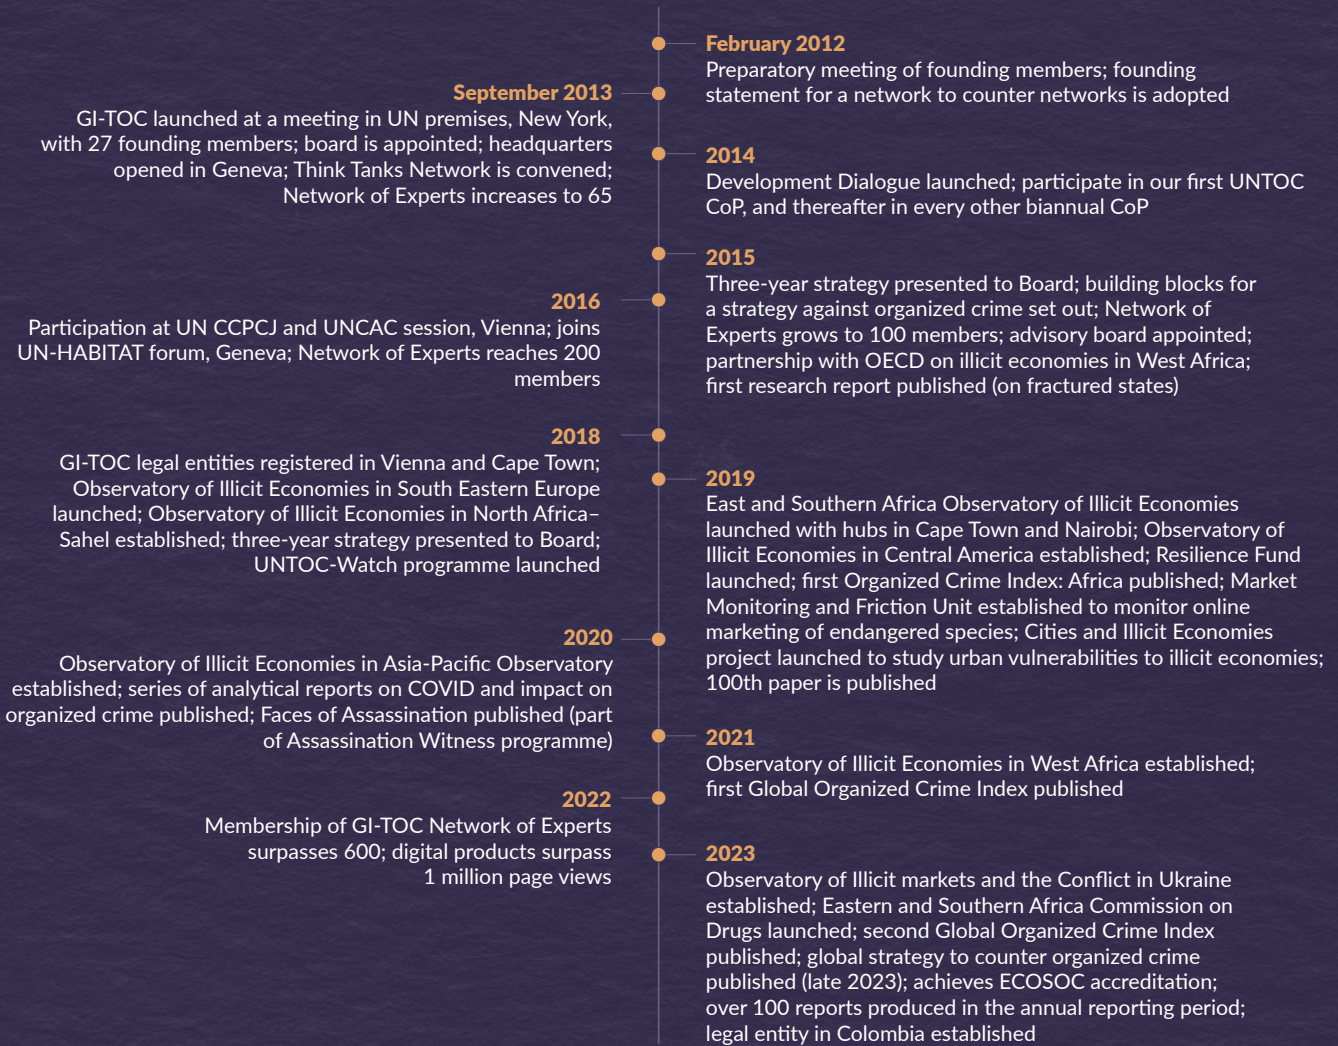 February 2012
Preparatory meeting of founding members; founding
statement for a network to counter networks is adopted
September 2013
GI-TOC launched at a meeting in UN premises, New York,
with 27 founding members; board is appointed; headquarters
opened in Geneva; Think Tanks Network is convened;
Network of Experts increases to 65
2014
Development Dialogue launched; participate in our first UNTOC
CoP, and thereafter in every other biannual CoP
2015
Three-year strategy presented to Board; building blocks for
a strategy against organized crime set out; Network of
Experts grows to 100 members; advisory board appointed;
partnership with OECD on illicit economies in West Africa;
first research report published (on fractured states)
2016
Participation at UN CCPCJ and UNCAC session, Vienna; joins
UN-HABITAT forum, Geneva; Network of Experts reaches 200
members
2018
GI-TOC legal entities registered in Vienna and Cape Town;
Observatory of Illicit Economies in South Eastern Europe
launched; Observatory of Illicit Economies in North Africa–
Sahel established; three-year strategy presented to Board;
UNTOC-Watch programme launched
2019
East and Southern Africa Observatory of Illicit Economies
launched with hubs in Cape Town and Nairobi; Observatory of
Illicit Economies in Central America established; Resilience Fund
launched; first Organized Crime Index: Africa published; Market
Monitoring and Friction Unit established to monitor online
marketing of endangered species; Cities and Illicit Economies
project launched to study urban vulnerabilities to illicit economies;
100th paper is published
2020
Observatory of Illicit Economies in Asia-Pacific Observatory
established; series of analytical reports on COVID and impact on
organized crime published; Faces of Assassination published (part
of Assassination Witness programme)
2021
Observatory of Illicit Economies in West Africa established;
first Global Organized Crime Index published
2022
Membership of GI-TOC Network of Experts
surpasses 600; digital products surpass
1 million page views
2023
Observatory of Illicit markets and the Conflict in Ukraine
established; Eastern and Southern Africa Commission on
Drugs launched; second Global Organized Crime Index
published; global strategy to counter organized crime
published (late 2023); achieves ECOSOC accreditation;
over 100 reports produced in the annual reporting period;
legal entity in Colombia established